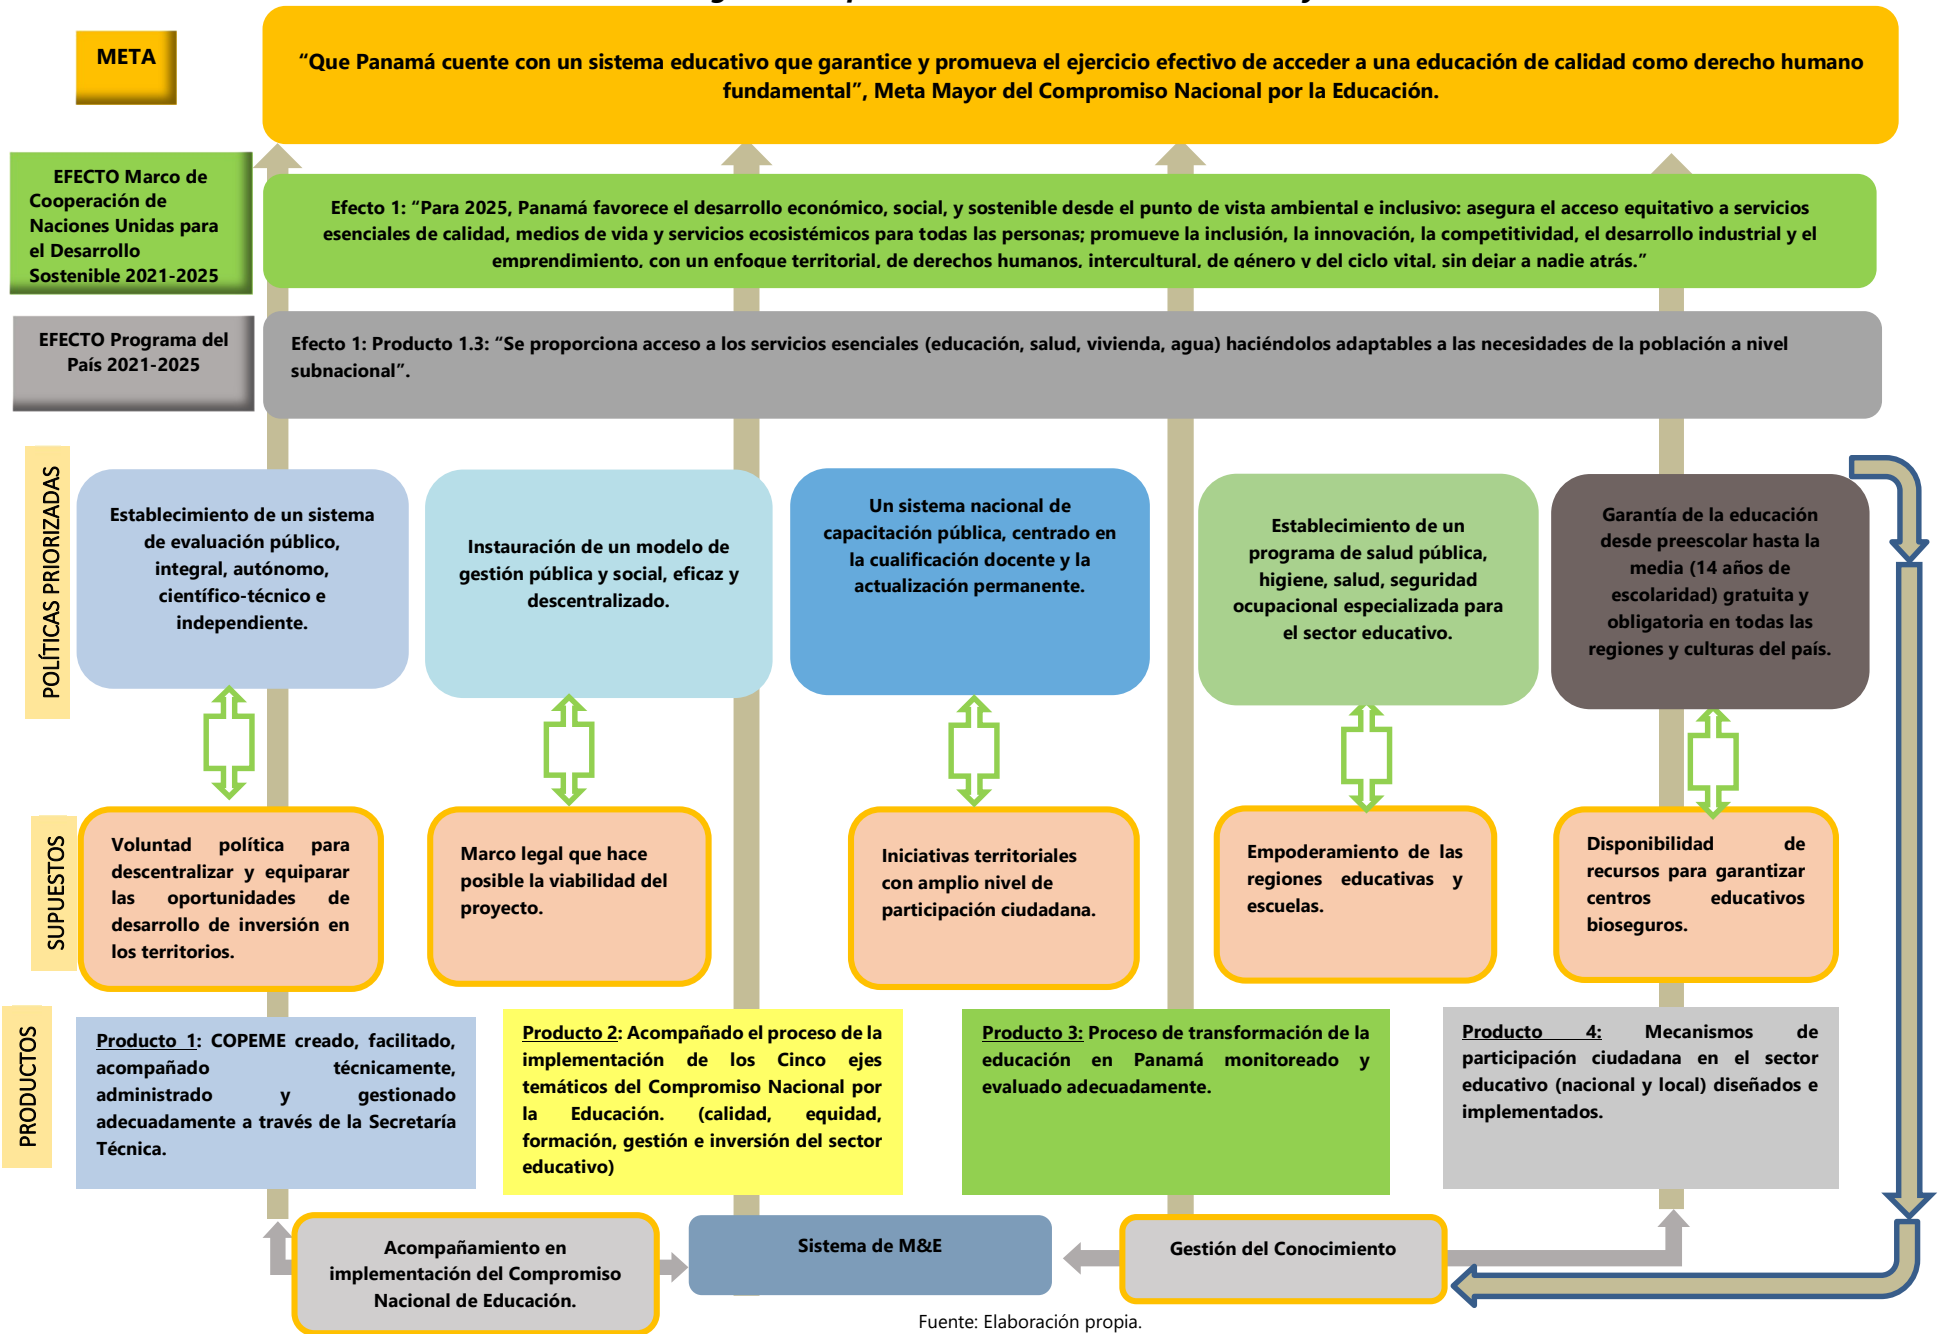 META
“Que Panamá cuente con un sistema educativo que garantice y promueva el ejercicio efectivo de acceder a una educación de calidad como derecho humano
fundamental”, Meta Mayor del Compromiso Nacional por la Educación.
EFECTO Marco de
Cooperación de
Naciones Unidas para
el Desarrollo
Sostenible 2021-2025
Efecto 1: “Para 2025, Panamá favorece el desarrollo económico, social, y sostenible desde el punto de vista ambiental e inclusivo: asegura el acceso equitativo a servicios
esenciales de calidad, medios de vida y servicios ecosistémicos para todas las personas; promueve la inclusión, la innovación, la competitividad, el desarrollo industrial y el
emprendimiento, con un enfoque territorial, de derechos humanos, intercultural, de género y del ciclo vital, sin dejar a nadie atrás.”
EFECTO Programa del
País 2021-2025
Efecto 1: Producto 1.3: “Se proporciona acceso a los servicios esenciales (educación, salud, vivienda, agua) haciéndolos adaptables a las necesidades de la población a nivel
subnacional”.
POLÍTICAS PRIORIZADAS
Establecimiento de un sistema
de evaluación público,
integral, autónomo,
científico-técnico e
independiente.
Instauración de un modelo de
gestión pública y social, eficaz y
descentralizado.
Un sistema nacional de
capacitación pública, centrado en
la cualificación docente y la
actualización permanente.
Establecimiento de un
programa de salud pública,
higiene, salud, seguridad
ocupacional especializada para
el sector educativo.
Garantía de la educación
desde preescolar hasta la
media (14 años de
escolaridad) gratuita y
obligatoria en todas las
regiones y culturas del país.
SUPUESTOS
Voluntad política para
descentralizar y equiparar
las oportunidades de
desarrollo de inversión en
los territorios.
Marco legal que hace
posible la viabilidad del
proyecto.
Iniciativas territoriales
con amplio nivel de
participación ciudadana.
Empoderamiento de las
regiones educativas y
escuelas.
Disponibilidad de
recursos para garantizar
centros educativos
bioseguros.
PRODUCTOS
Producto 1: COPEME creado, facilitado,
acompañado técnicamente,
administrado y gestionado
adecuadamente a través de la Secretaría
Técnica.
Producto 2: Acompañado el proceso de la
implementación de los Cinco ejes
temáticos del Compromiso Nacional por
la Educación. (calidad, equidad,
formación, gestión e inversión del sector
educativo)
Producto 3: Proceso de transformación de la
educación en Panamá monitoreado y
evaluado adecuadamente.
Producto 4: Mecanismos de
participación ciudadana en el sector
educativo (nacional y local) diseñados e
implementados.
Acompañamiento en
implementación del Compromiso
Nacional de Educación.
Sistema de M&E
Gestión del Conocimiento
Fuente: Elaboración propia.